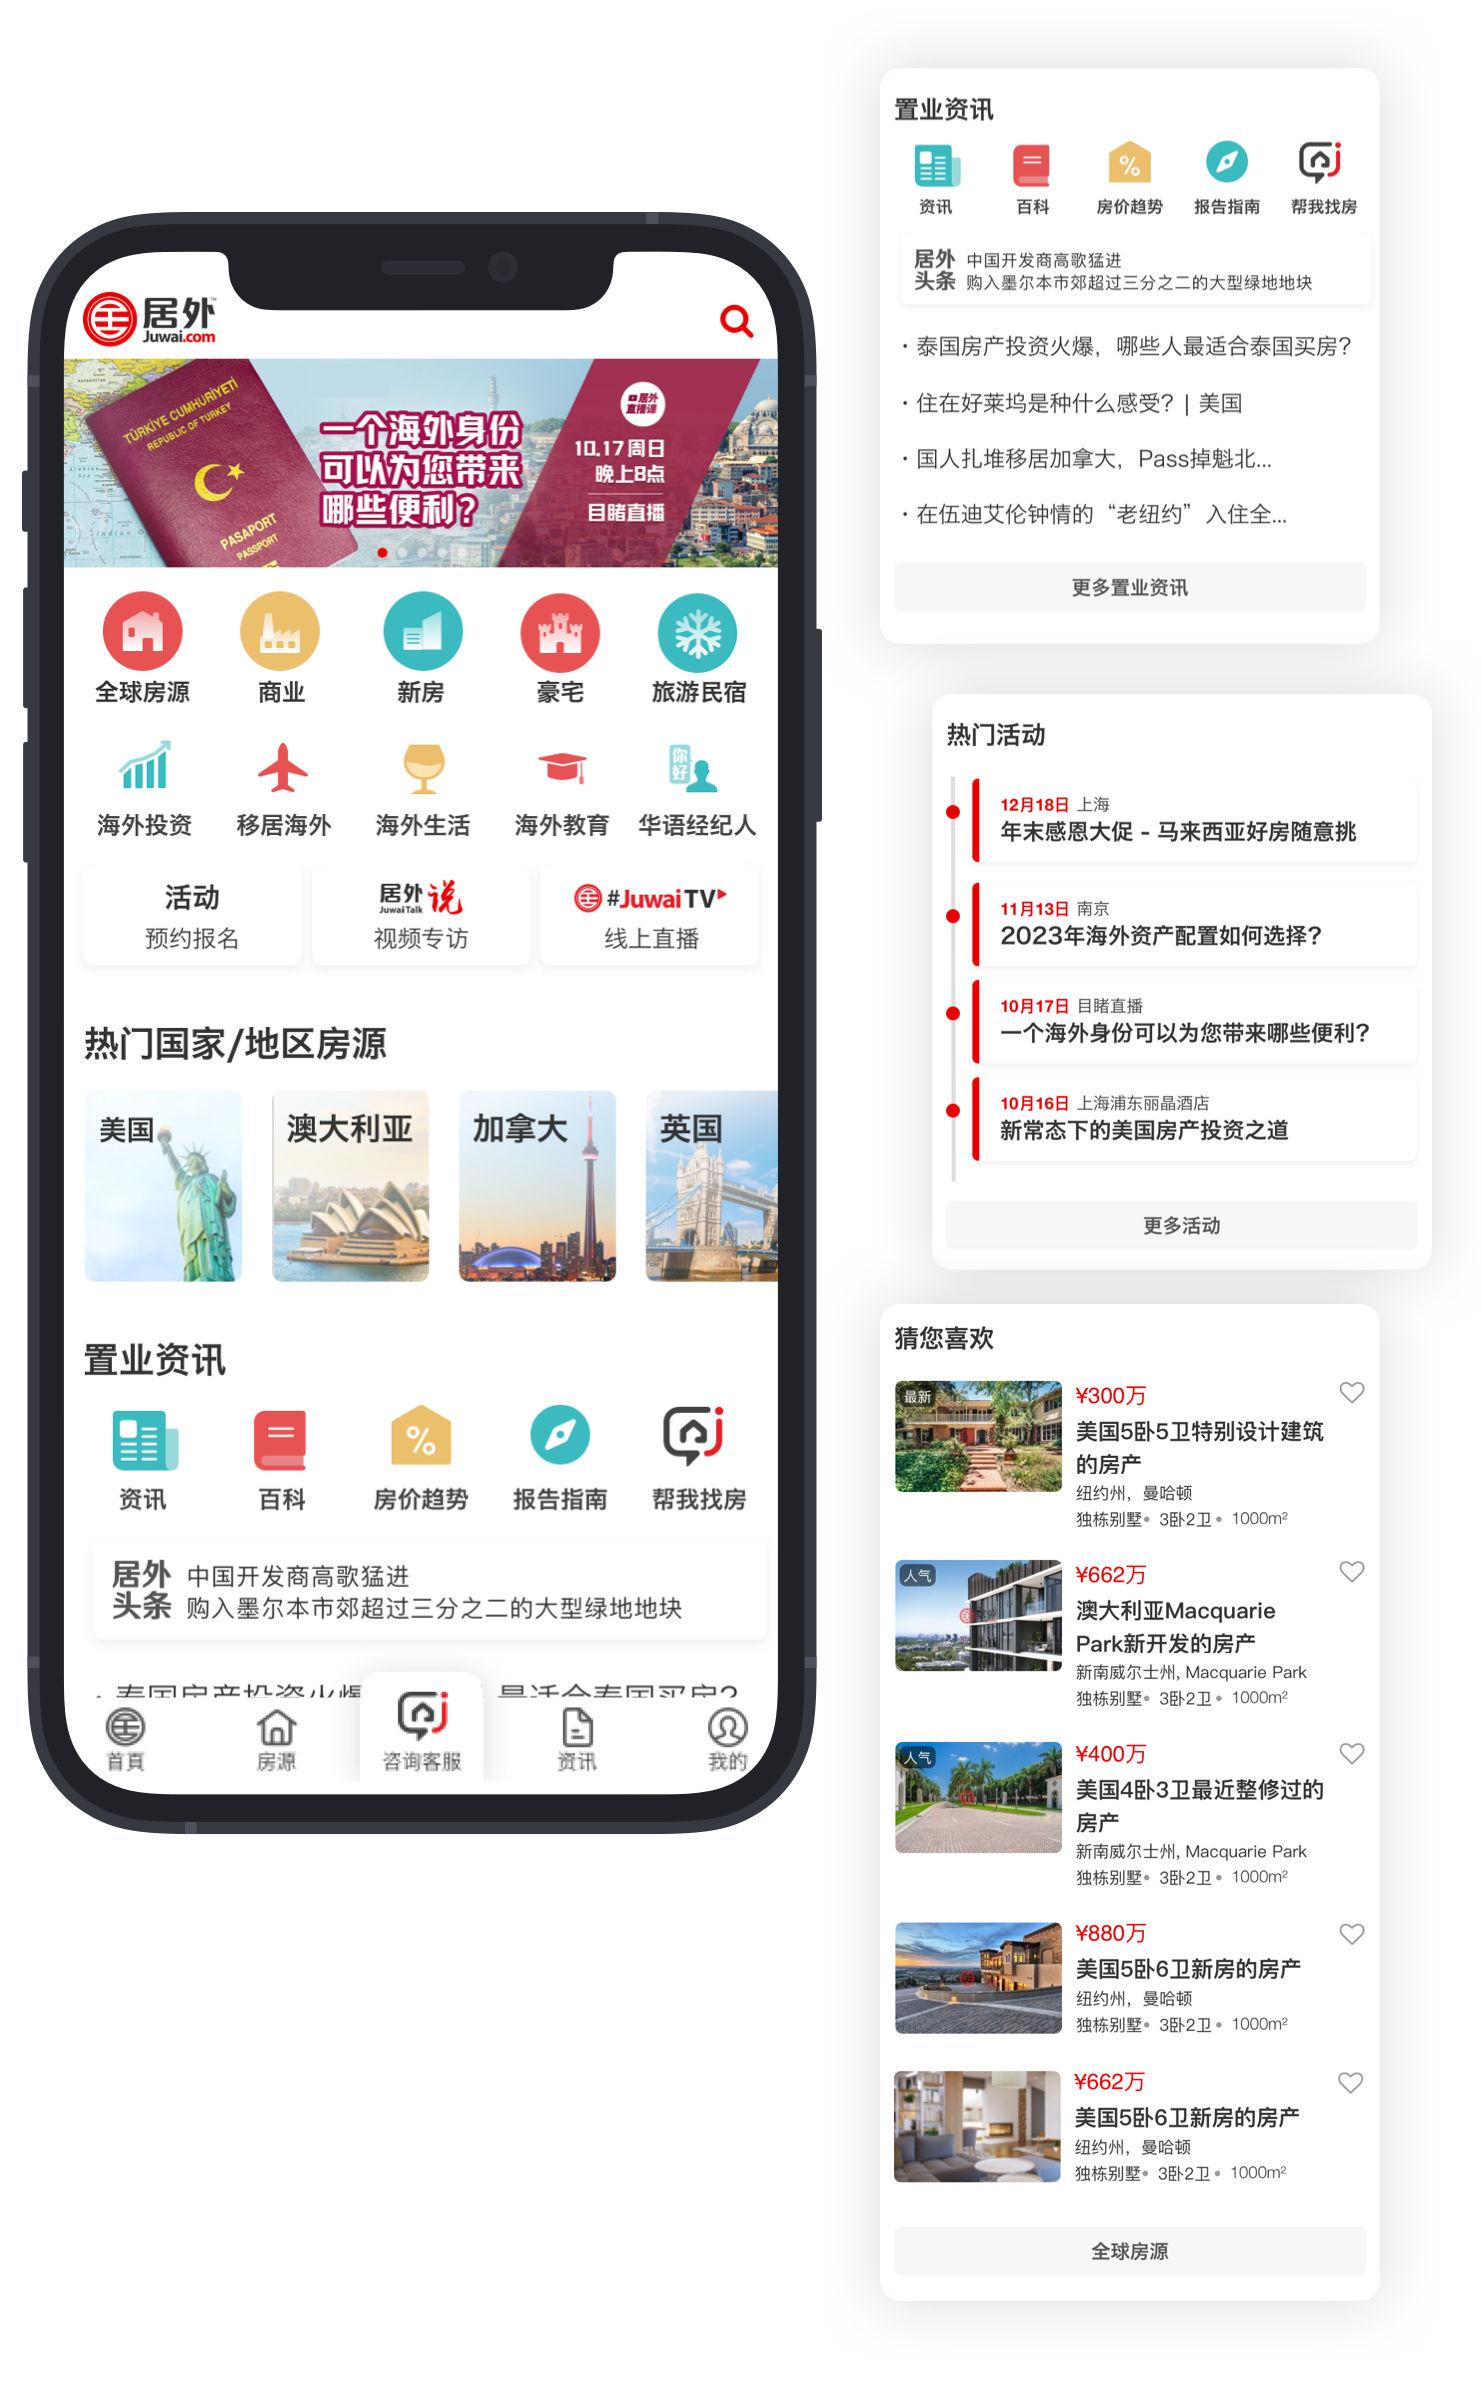 居外™
Juwai.com
TÜRKİYE CUMHURİYETİ
REPUBLIC OF TURKEY
PASAPORT
PASSPORT
一个海外身份
可以为您带来
哪些便利？
居外
直播课
10.17周日
晚上8点
目睹直播
全球房源
商业
新房
豪宅
旅游民宿
你好
海外投资
移居海外
海外生活
海外教育
华语经纪人
活动
预约报名
居外说
JuwaiTalk
视频专访
#JuwaiTV
线上直播
热门国家/地区房源
美国
澳大利亚
加拿大
英国
置业资讯
资讯
百科
房价趋势
报告指南
帮我找房
居外
头条
中国开发商高歌猛进
购入墨尔本市郊超过三分之二的大型绿地地块
首頁
房源
咨询客服
资讯
我的
置业资讯
资讯
百科
房价趋势
报告指南
帮我找房
居外
头条
中国开发商高歌猛进
购入墨尔本市郊超过三分之二的大型绿地地块
· 泰国房产投资火爆，哪些人最适合泰国买房？
· 住在好莱坞是种什么感受？| 美国
· 国人扎堆移居加拿大，Pass掉魁北...
· 在伍迪艾伦钟情的“老纽约”入住全...
更多置业资讯
热门活动
12月18日 上海
年末感恩大促 - 马来西亚好房随意挑
11月13日 南京
2023年海外资产配置如何选择？
10月17日 目睹直播
一个海外身份可以为您带来哪些便利？
10月16日 上海浦东丽晶酒店
新常态下的美国房产投资之道
更多活动
猜您喜欢
最新
¥300万
美国5卧5卫特别设计建筑
的房产
纽约州，曼哈顿
独栋别墅• 3卧2卫 • 1000m²
人气
¥662万
澳大利亚Macquarie
Park新开发的房产
新南威尔士州, Macquarie Park
独栋别墅• 3卧2卫 • 1000m²
人气
¥400万
美国4卧3卫最近整修过的
房产
新南威尔士州, Macquarie Park
独栋别墅• 3卧2卫 • 1000m²
¥880万
美国5卧6卫新房的房产
纽约州，曼哈顿
独栋别墅• 3卧2卫 • 1000m²
¥662万
美国5卧6卫新房的房产
纽约州，曼哈顿
独栋别墅• 3卧2卫 • 1000m²
全球房源